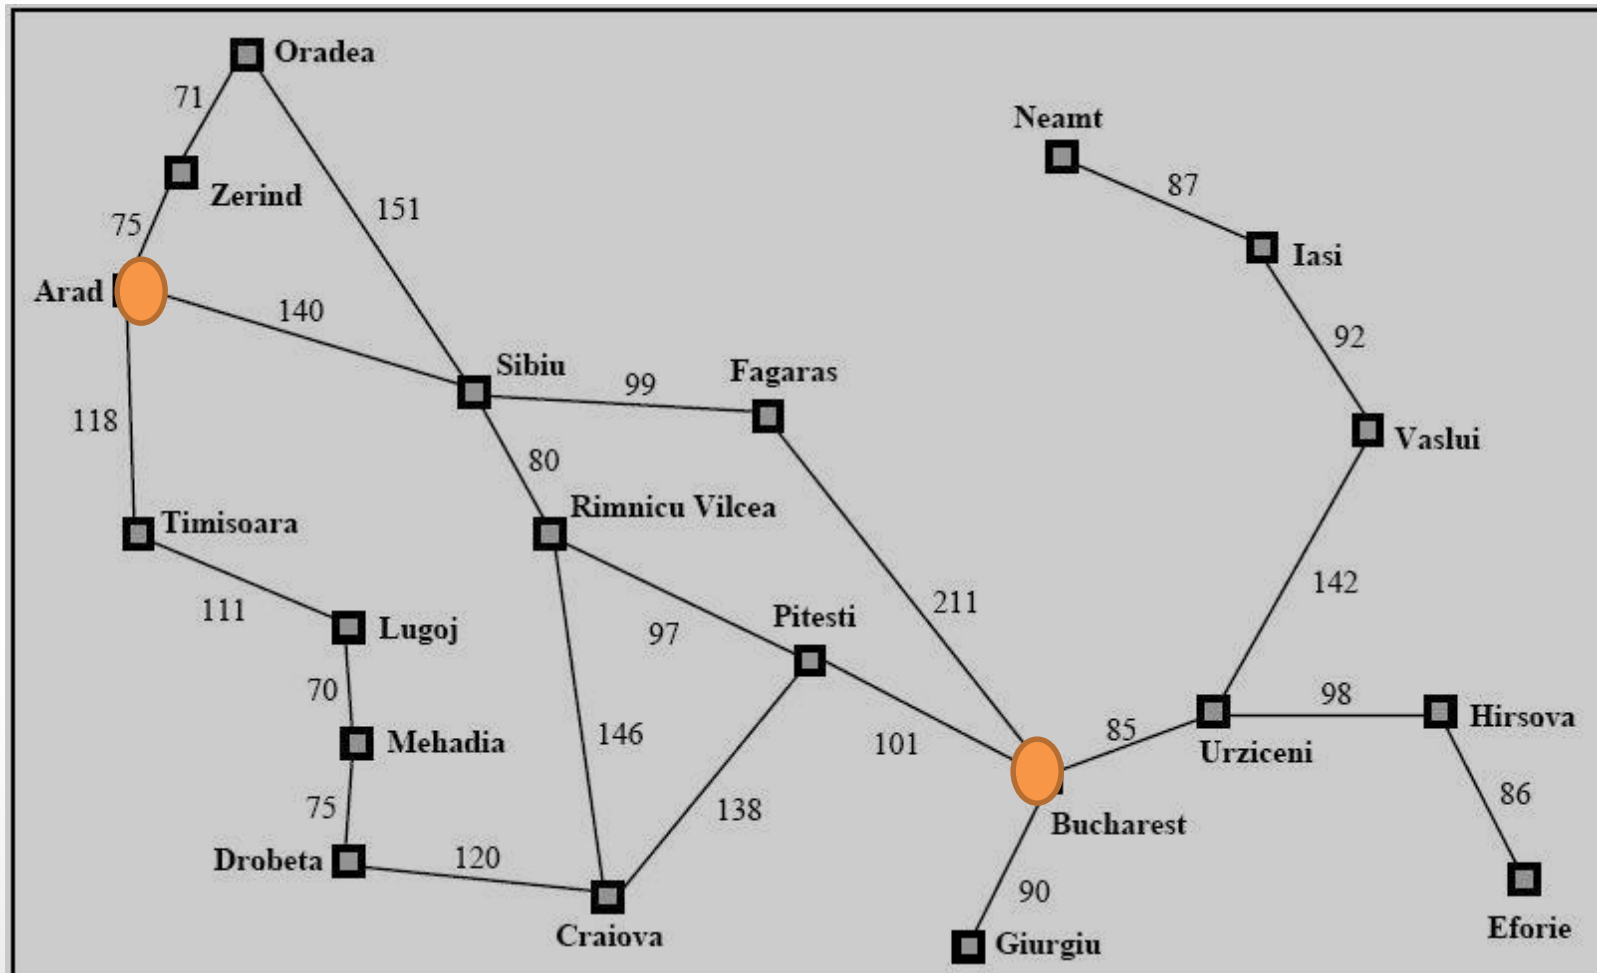 Oradea
71
Neamt
87
Zerind
151
75
Iasi
Arad
140
92
Sibiu
Fagaras
99
118
Vaslui
80
Rimnicu Vilcea
Timisoara
142
211
111
Pitesti
Lugoj
97
70
98
Hirsova
146
101
85
Urziceni
Mehadia
86
75
138
Bucharest
Drobeta
120
90
Craiova
Giurgiu
Eforie